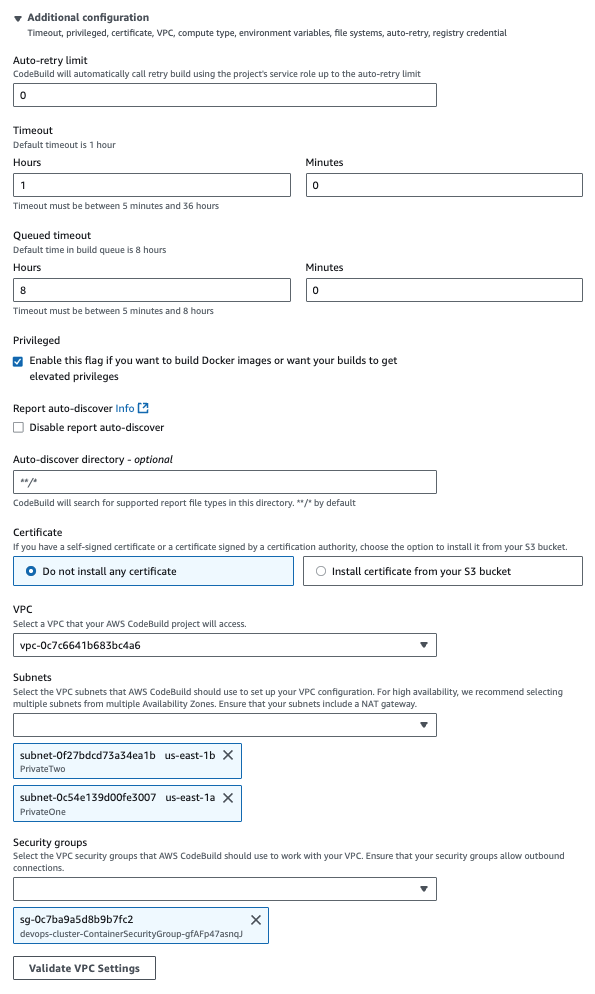 Additional configuration
Timeout, privileged, certificate, VPC, compute type, environment variables, file systems, auto-retry, registry credential
Auto-retry limit
CodeBuild will automatically call retry build using the project's service role up to the auto-retry limit
0
Timeout
Default timeout is 1 hour
Hours Minutes
1 0
Timeout must be between 5 minutes and 36 hours
Queued timeout
Default time in build queue is 8 hours
Hours Minutes
8 0
Timeout must be between 5 minutes and 8 hours
Privileged
Enable this flag if you want to build Docker images or want your builds to get
elevated privileges
Report auto-discover Info
Disable report auto-discover
Auto-discover directory - optional
**/*
CodeBuild will search for supported report file types in this directory. **/* by default
Certificate
If you have a self-signed certificate or a certificate signed by a certification authority, choose the option to install it from your S3 bucket.
Do not install any certificate Install certificate from your S3 bucket
VPC
Select a VPC that your AWS CodeBuild project will access.
vpc-0c7c6641b683bc4a6
Subnets
Select the VPC subnets that AWS CodeBuild should use to set up your VPC configuration. For high availability, we recommend selecting
multiple subnets from multiple Availability Zones. Ensure that your subnets include a NAT gateway.
subnet-0f27bdcd73a34ea1b us-east-1b
PrivateTwo
subnet-0c54e139d00fe3007 us-east-1a
PrivateOne
Security groups
Select the VPC security groups that AWS CodeBuild should use to work with your VPC. Ensure that your security groups allow outbound
connections.
sg-0c7ba9a5d8b9b7fc2
devops-cluster-ContainerSecurityGroup-gfAFp47asnqJ
Validate VPC Settings